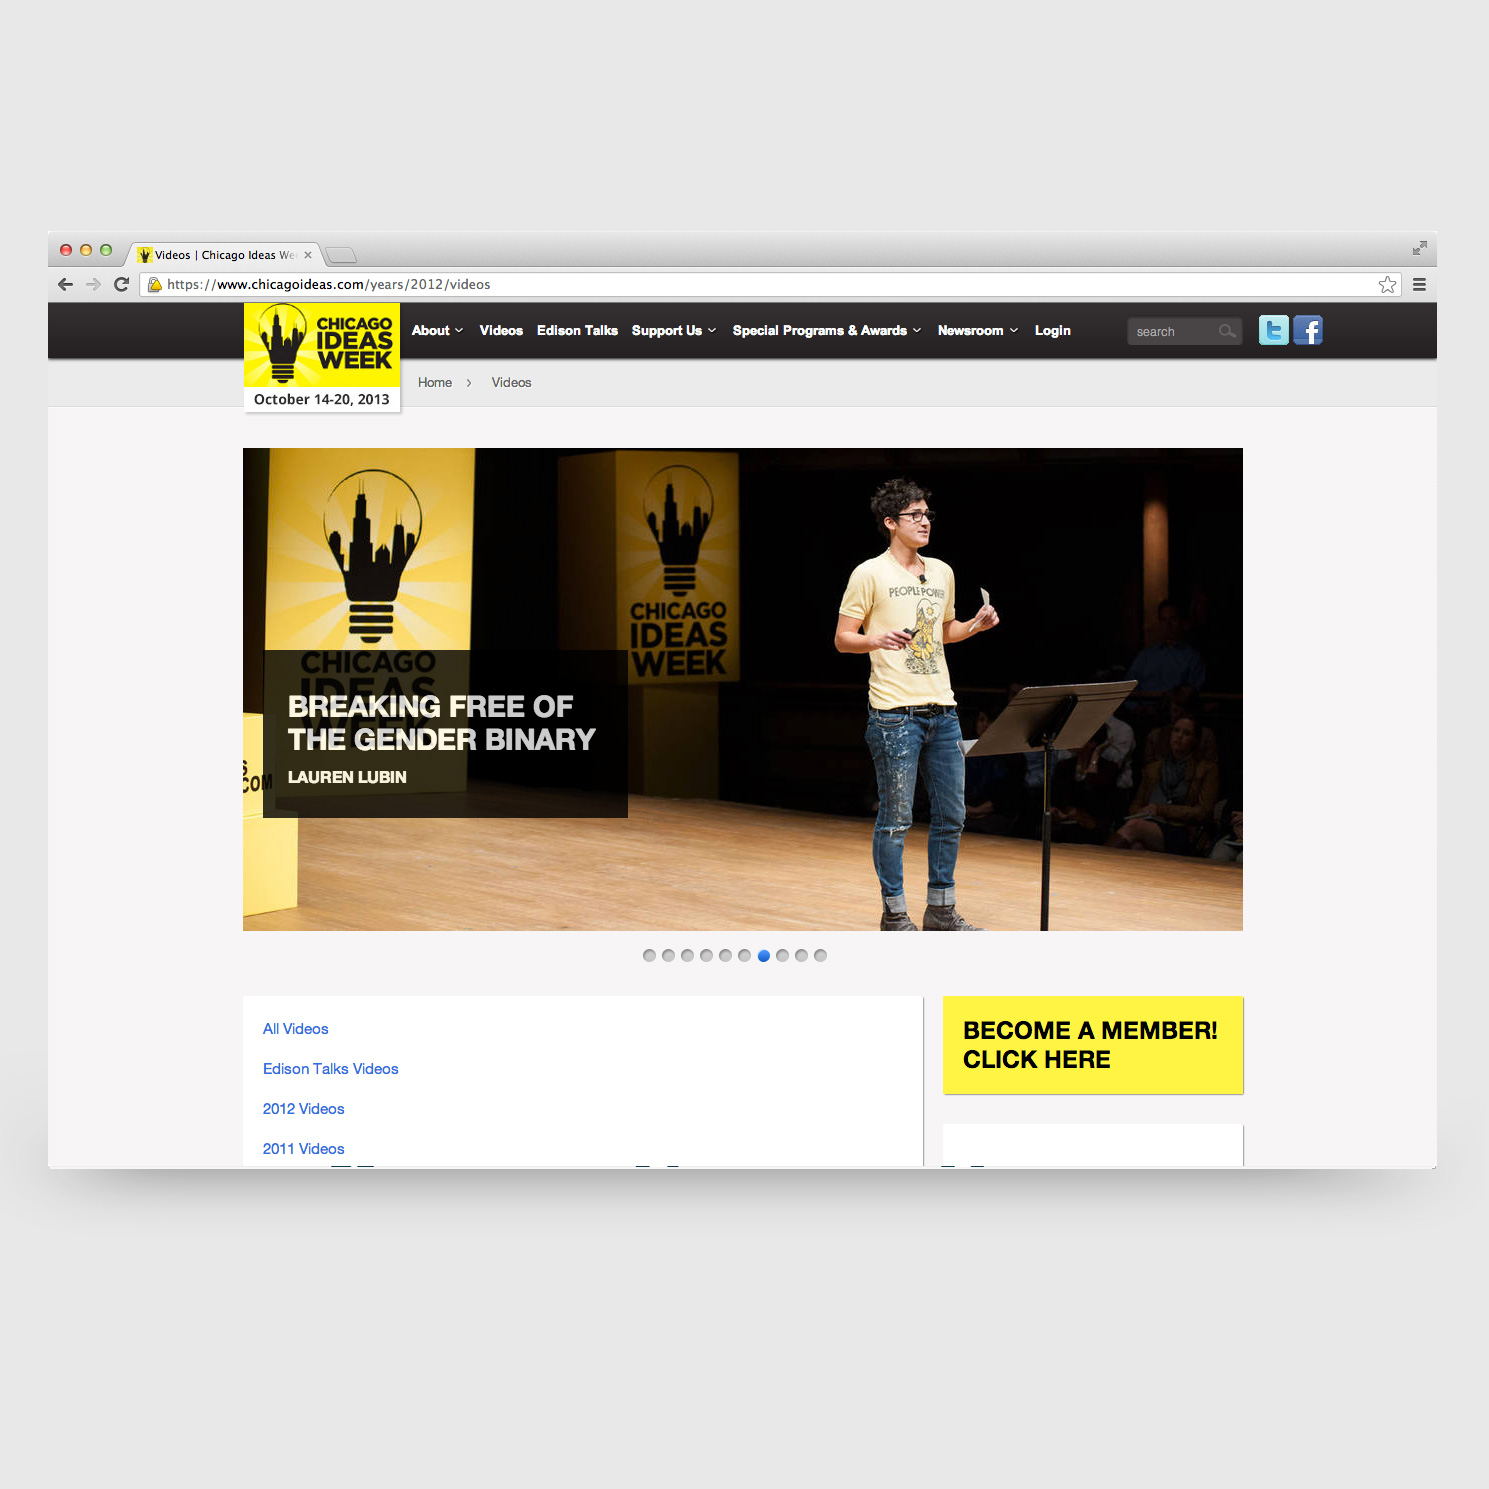 Videos | Chicago Ideas We
https://www.chicagoideas.com/years/2012/videos
CHICAGO
IDEAS
WEEK
October 14-20, 2013
About
Videos
Edison Talks
Support Us
Special Programs & Awards
Newsroom
Login
search
Home
Videos
CHICAGO
IDEAS
WEEK
CHICAGO
IDEAS
WEEK
PEOPLE POWER
BREAKING FREE OF
THE GENDER BINARY
LAUREN LUBIN
S
.COM
All Videos
Edison Talks Videos
2012 Videos
2011 Videos
BECOME A MEMBER!
CLICK HERE